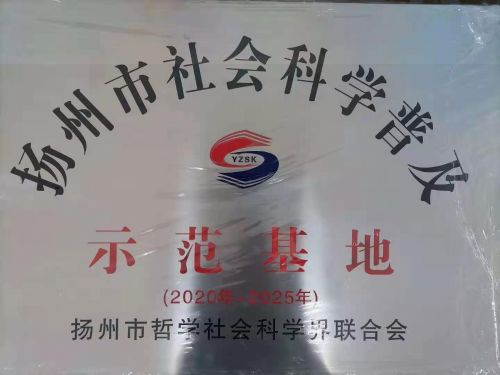 扬州市社会科学普及
YZSK
示范基地
(2020年-2025年)
扬州市哲学社会科学界联合会